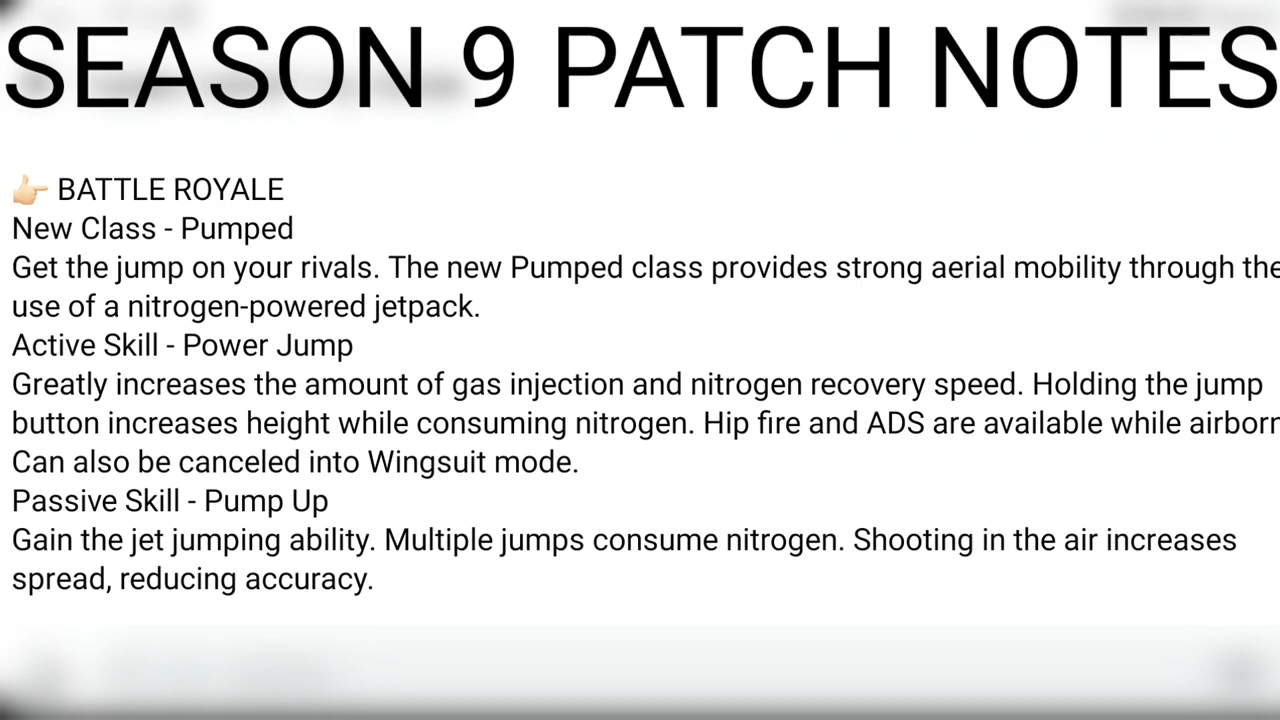 SEASON 9 PATCH NOTES
👉🏻 BATTLE ROYALE
New Class - Pumped
Get the jump on your rivals. The new Pumped class provides strong aerial mobility through the
use of a nitrogen-powered jetpack.
Active Skill - Power Jump
Greatly increases the amount of gas injection and nitrogen recovery speed. Holding the jump
button increases height while consuming nitrogen. Hip fire and ADS are available while airborn
Can also be canceled into Wingsuit mode.
Passive Skill - Pump Up
Gain the jet jumping ability. Multiple jumps consume nitrogen. Shooting in the air increases
spread, reducing accuracy.